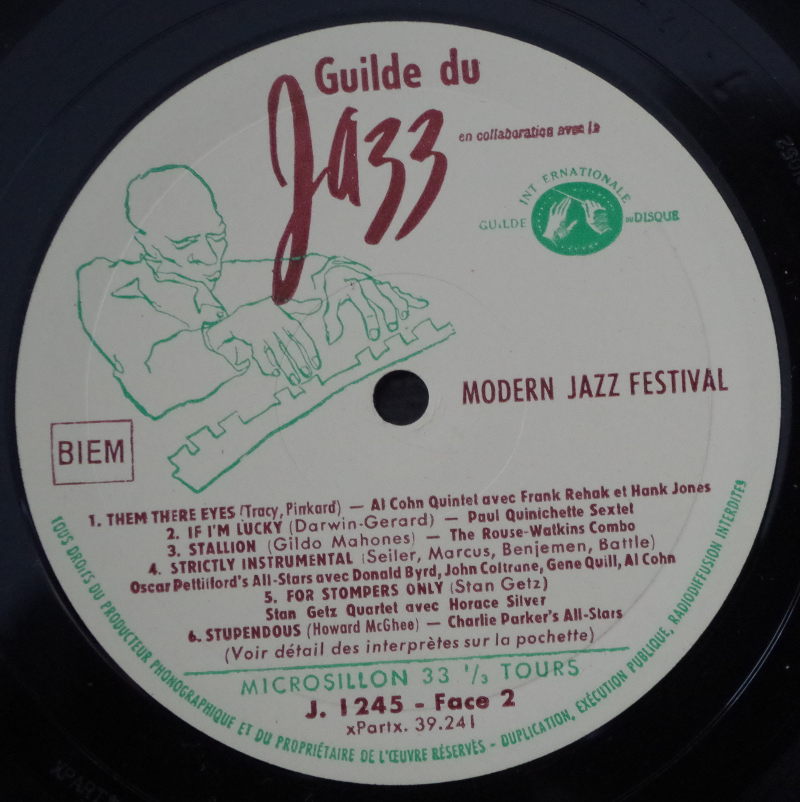 Guilde du
Jazz
en collaboration avec la
INTERNATIONALE
GUILDE DU DISQUE
MODERN JAZZ FESTIVAL
BIEM
1. THEM THERE EYES (Tracy, Pinkard) — Al Cohn Quintet avec Frank Rehak et Hank Jones
2. IF I'M LUCKY (Darwin-Gerard) — Paul Quinichette Sextet
3. STALLION (Gildo Mahones) — The Rouse-Watkins Combo
4. STRICTLY INSTRUMENTAL (Seiler, Marcus, Benjemen, Battle)
Oscar Pettiiford's All-Stars avec Donald Byrd, John Coltrane, Gene Quill, Al Cohn
5. FOR STOMPERS ONLY (Stan Getz)
Stan Getz Quartet avec Horace Silver
6. STUPENDOUS (Howard McGhee) — Charlie Parker's All-Stars
(Voir détail des interprètes sur la pochette)
MICROSILLON 33 1/3 TOURS
J. 1245 - Face 2
xPartx. 39.241
TOUS DROITS DU PRODUCTEUR PHONOGRAPHIQUE ET DU PROPRIÉTAIRE DE L'ŒUVRE RÉSERVÉS - DUPLICATION, EXÉCUTION PUBLIQUE, RADIODIFFUSION INTERDITES